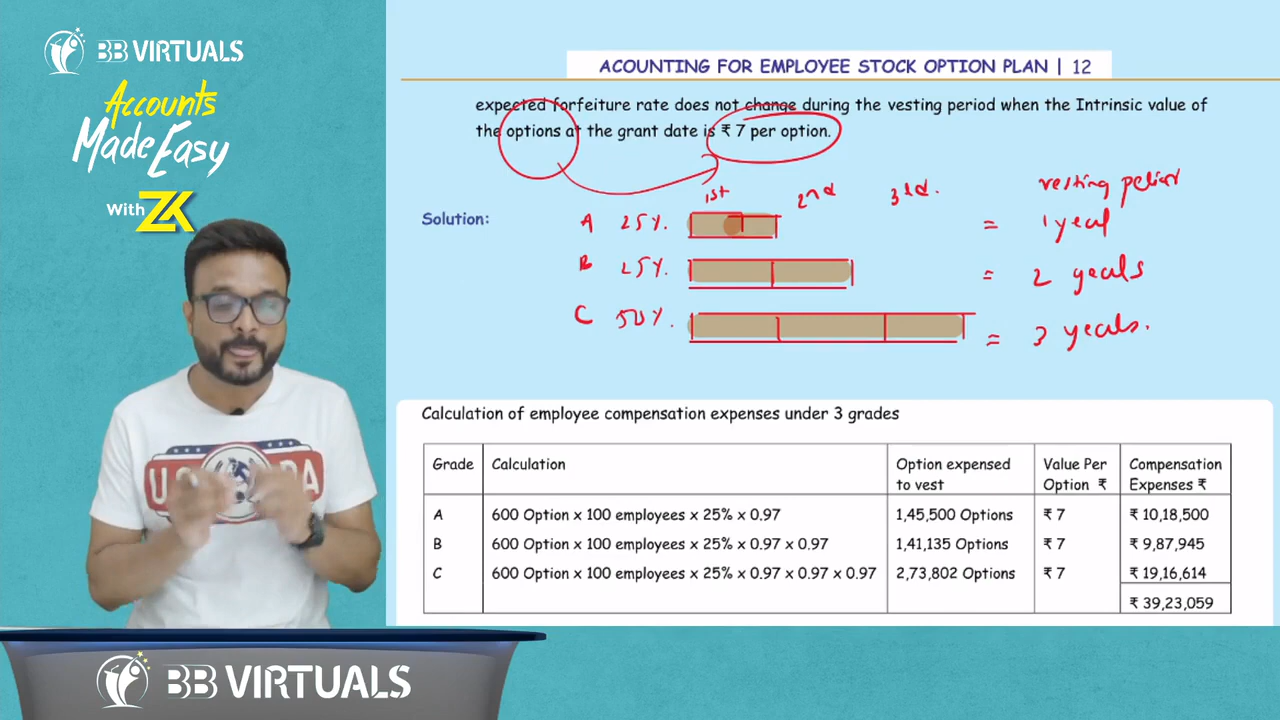 BB VIRTUALS
Accounts
Made Easy
With ZK
ACOUNTING FOR EMPLOYEE STOCK OPTION PLAN | 12
expected forfeiture rate does not change during the vesting period when the Intrinsic value of
the options at the grant date is ₹ 7 per option.
1st 2nd 3rd. vesting period
Solution: A 25%. = 1 year
B 25%. = 2 years
C 50%. = 3 years.
Calculation of employee compensation expenses under 3 grades
Grade Calculation Option expensed to vest Value Per Option ₹ Compensation Expenses ₹
A 600 Option x 100 employees x 25% x 0.97 1,45,500 Options ₹ 7 ₹ 10,18,500
B 600 Option x 100 employees x 25% x 0.97 x 0.97 1,41,135 Options ₹ 7 ₹ 9,87,945
C 600 Option x 100 employees x 25% x 0.97 x 0.97 x 0.97 2,73,802 Options ₹ 7 ₹ 19,16,614
₹ 39,23,059
BB VIRTUALS